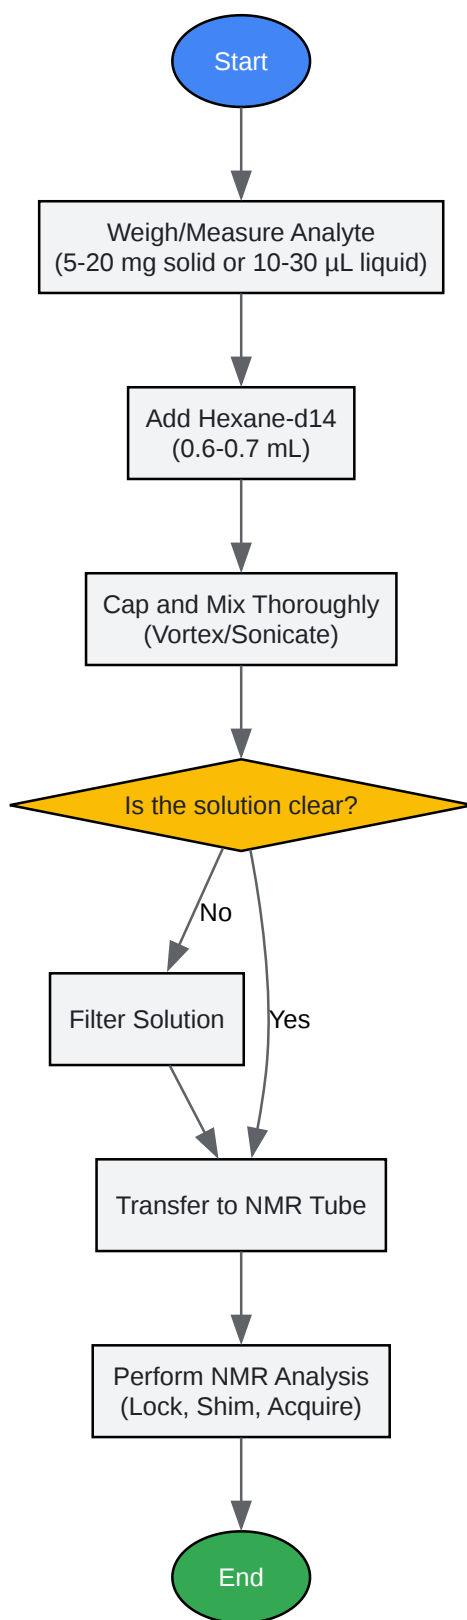 Start
Weigh/Measure Analyte
(5-20 mg solid or 10-30 µL liquid)
Add Hexane-d14
(0.6-0.7 mL)
Cap and Mix Thoroughly
(Vortex/Sonicate)
Is the solution clear?
No
Filter Solution
Yes
Transfer to NMR Tube
Perform NMR Analysis
(Lock, Shim, Acquire)
End